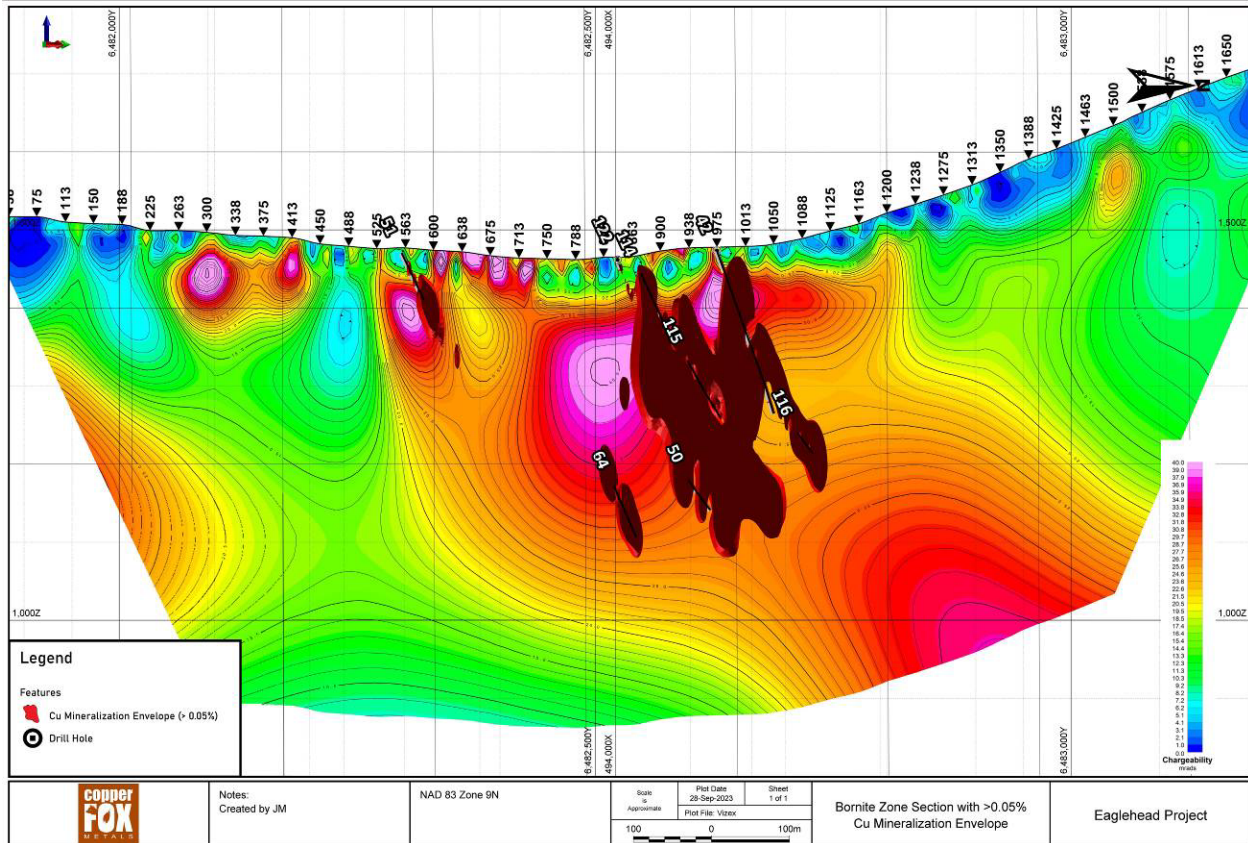 6,482,000Y
6,482,500Y
494,000X
6,483,000Y
75
113
150
188
225
263
300
338
375
413
450
488
525
563
600
638
675
713
750
788
863
900
938
975
1013
1050
1088
1125
1163
1200
1238
1275
1313
1350
1388
1425
1463
1500
1575
1613
1650
N
51
122
114
42
115
116
50
64
1,500Z
1,000Z
1,000Z
6,482,500Y
494,000X
6,483,000Y
40.0
39.0
37.9
36.9
35.9
34.9
33.8
32.8
31.8
30.8
29.7
28.7
27.7
26.7
25.6
24.6
23.6
22.6
21.5
20.5
19.5
18.5
17.4
16.4
15.4
14.4
13.3
12.3
11.3
10.3
9.2
8.2
7.2
6.2
5.1
4.1
3.1
2.1
1.0
0.0
Chargeability
mrads
Legend
Features
Cu Mineralization Envelope (> 0.05%)
Drill Hole
copper
FOX
METALS
Notes:
Created by JM
NAD 83 Zone 9N
Scale
is
Approximate
Plot Date
28-Sep-2023
Sheet
1 of 1
Plot File: Vizex
100 0 100m
Bornite Zone Section with >0.05%
Cu Mineralization Envelope
Eaglehead Project